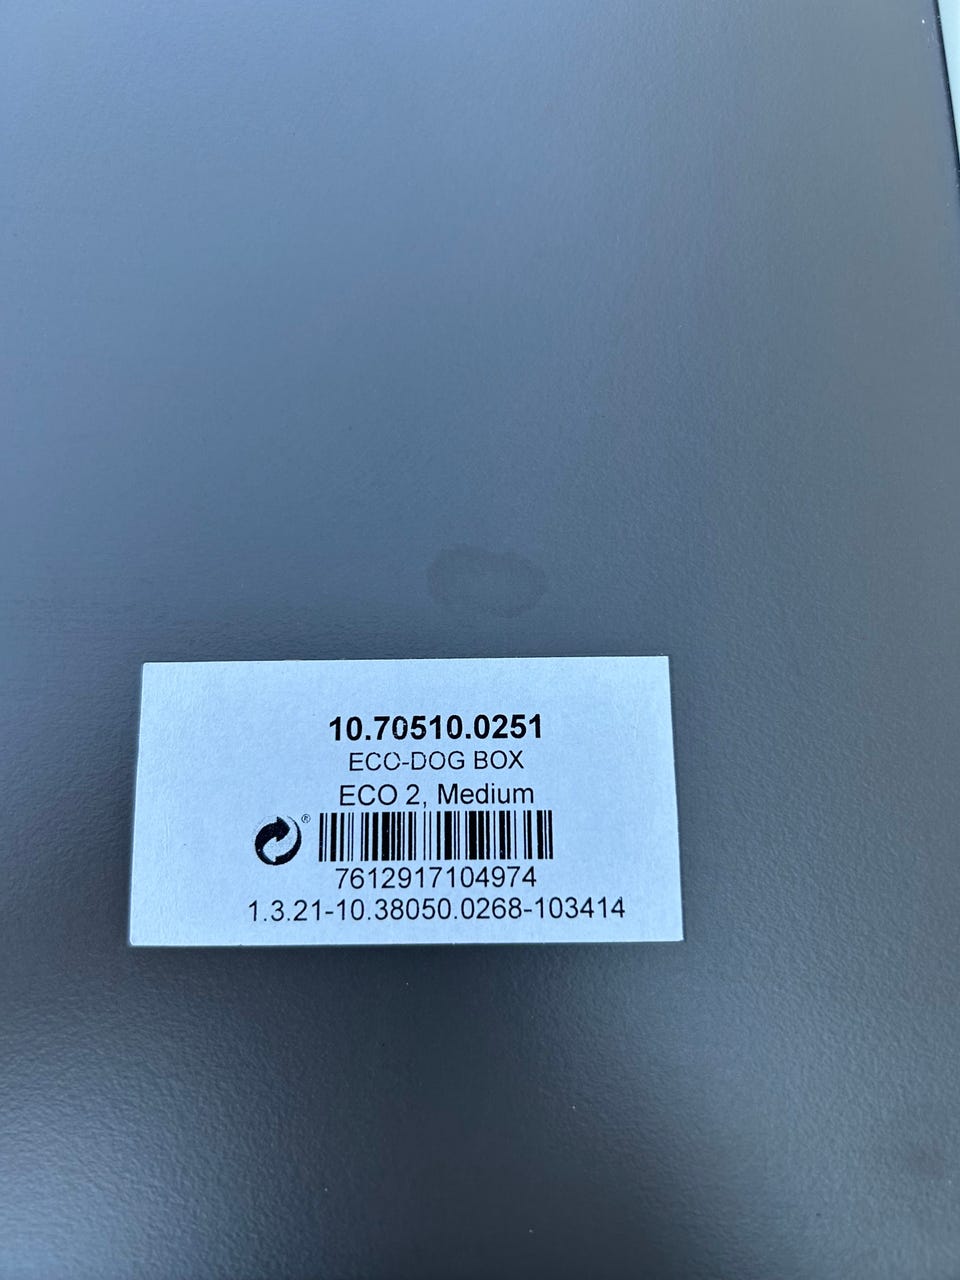 10.70510.0251
ECO-DOG BOX
ECO 2, Medium
®
7612917104974
1.3.21-10.38050.0268-103414